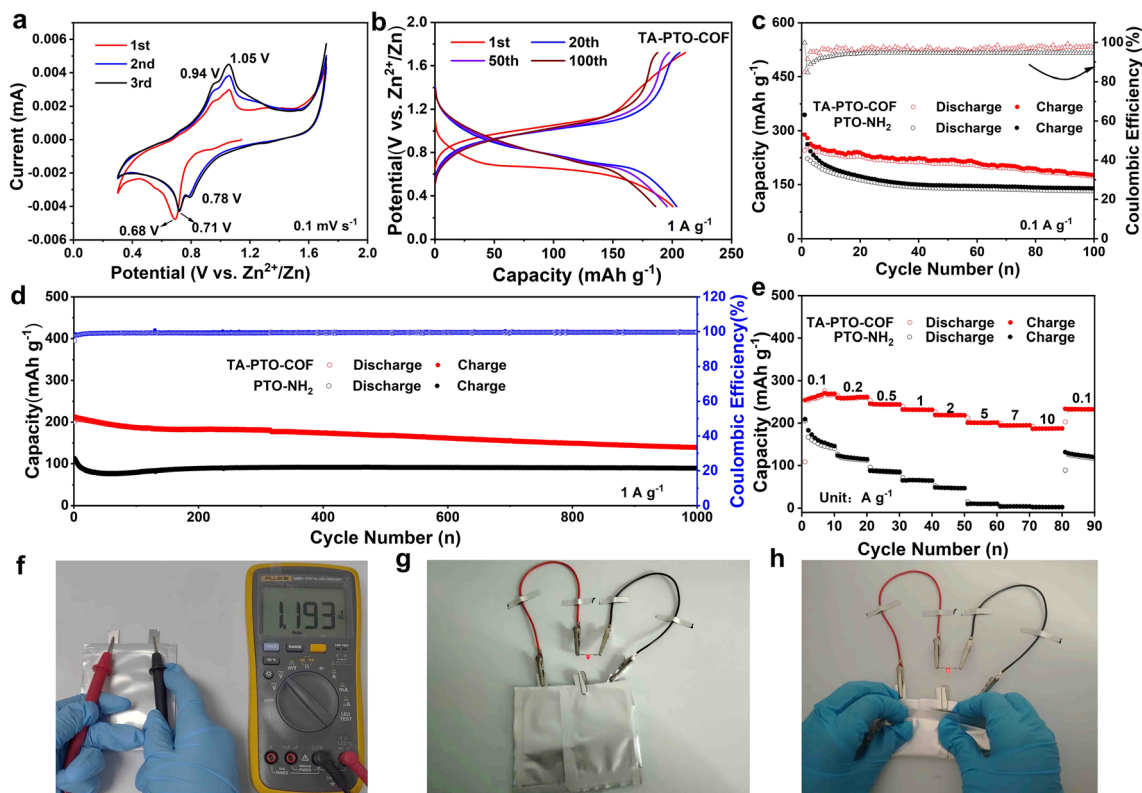 a
1st
2nd
3rd
0.94 V
1.05 V
0.78 V
0.68 V
0.71 V
0.1 mV s⁻¹
Current (mA)
0.006
0.004
0.002
0.000
-0.002
-0.004
-0.006
0.0 0.4 0.8 1.2 1.6 2.0
Potential (V vs. Zn²⁺/Zn)
b
TA-PTO-COF
1st 20th
50th 100th
1 A g⁻¹
Potential(V vs. Zn²⁺/Zn)
2.0
1.6
1.2
0.8
0.4
0.0
0 50 100 150 200 250
Capacity (mAh g⁻¹)
c
TA-PTO-COF Discharge Charge
PTO-NH₂ Discharge Charge
0.1 A g⁻¹
Capacity (mAh g⁻¹)
600
525
450
375
300
225
150
75
0
Coulombic Efficiency (%)
100
80
60
40
20
0
0 20 40 60 80 100
Cycle Number (n)
d
TA-PTO-COF Discharge Charge
PTO-NH₂ Discharge Charge
1 A g⁻¹
Capacity(mAh g⁻¹)
500
400
300
200
100
0
Coulombic Efficiency(%)
120
100
80
60
40
20
0
0 200 400 600 800 1000
Cycle Number (n)
e
TA-PTO-COF Discharge Charge
PTO-NH₂ Discharge Charge
0.1 0.2 0.5 1 2 5 7 10 0.1
Unit: A g⁻¹
Capacity (mAh g⁻¹)
500
400
300
200
100
0
0 10 20 30 40 50 60 70 80 90
Cycle Number (n)
f
1.193
g
h